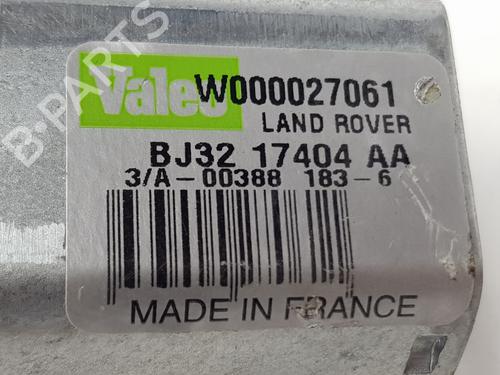 Valeo W000027061
LAND ROVER
BJ32 17404 AA
3/A-00388 183-6
MADE IN FRANCE
B-PARTS